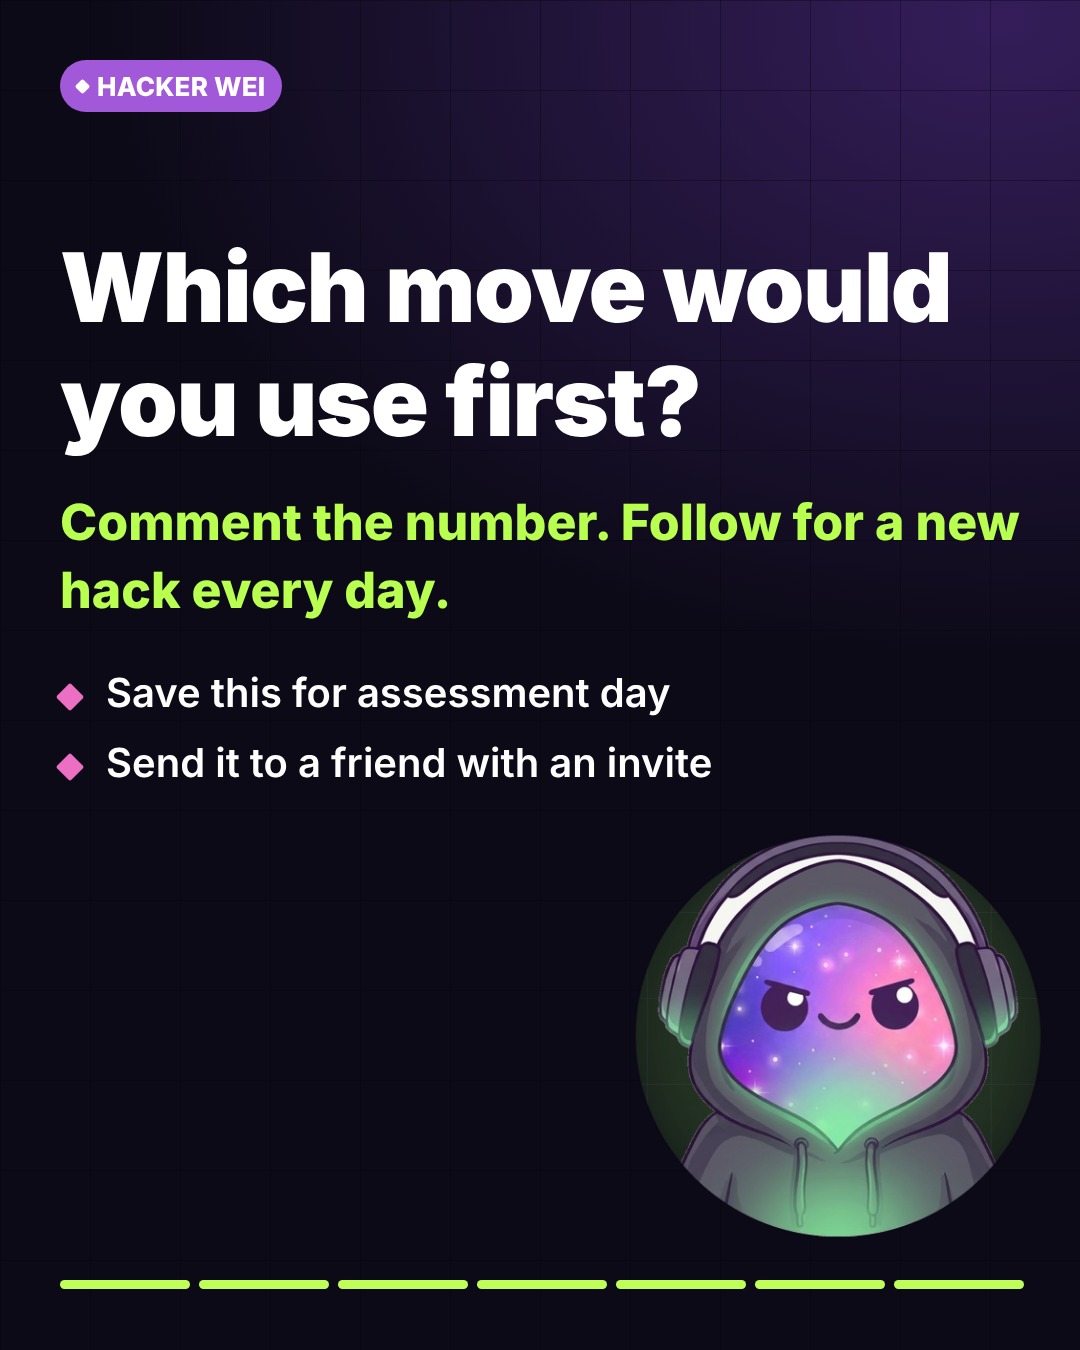 HACKER WEI
Which move would
you use first?
Comment the number. Follow for a new
hack every day.
Save this for assessment day
Send it to a friend with an invite